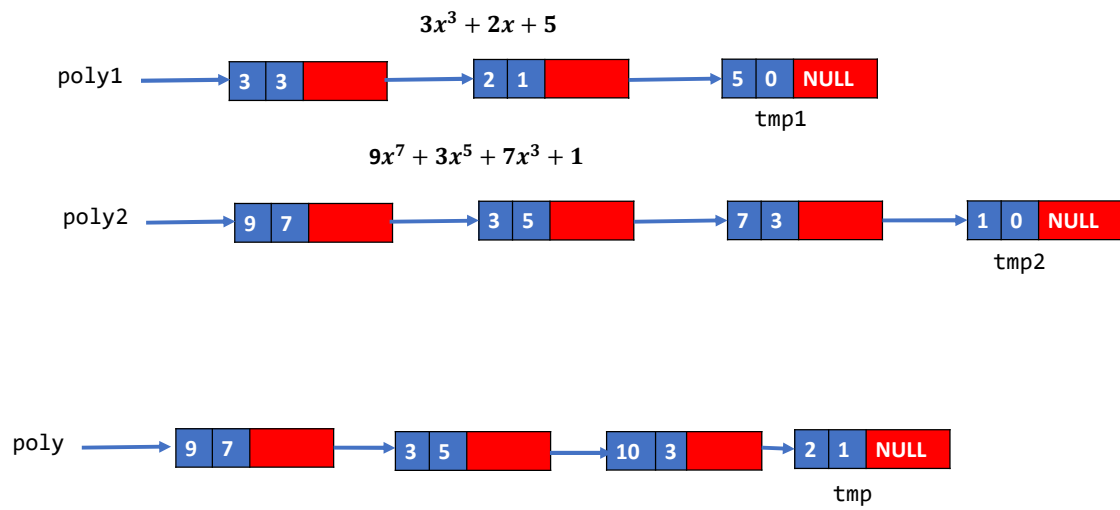 3x³ + 2x + 5
poly1 3 3 2 1 5 0 NULL
tmp1
9x⁷ + 3x⁵ + 7x³ + 1
poly2 9 7 3 5 7 3 1 0 NULL
tmp2
poly 9 7 3 5 10 3 2 1 NULL
tmp